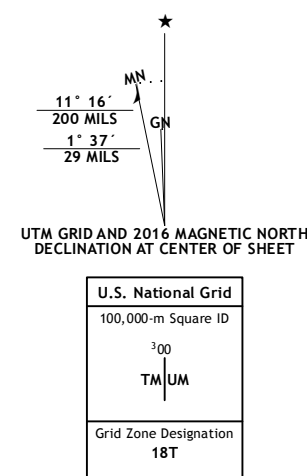 ★
MN
11° 16´
200 MILS
GN
1° 37´
29 MILS
UTM GRID AND 2016 MAGNETIC NORTH
DECLINATION AT CENTER OF SHEET
U.S. National Grid
100,000-m Square ID
³00
TM UM
Grid Zone Designation
18T